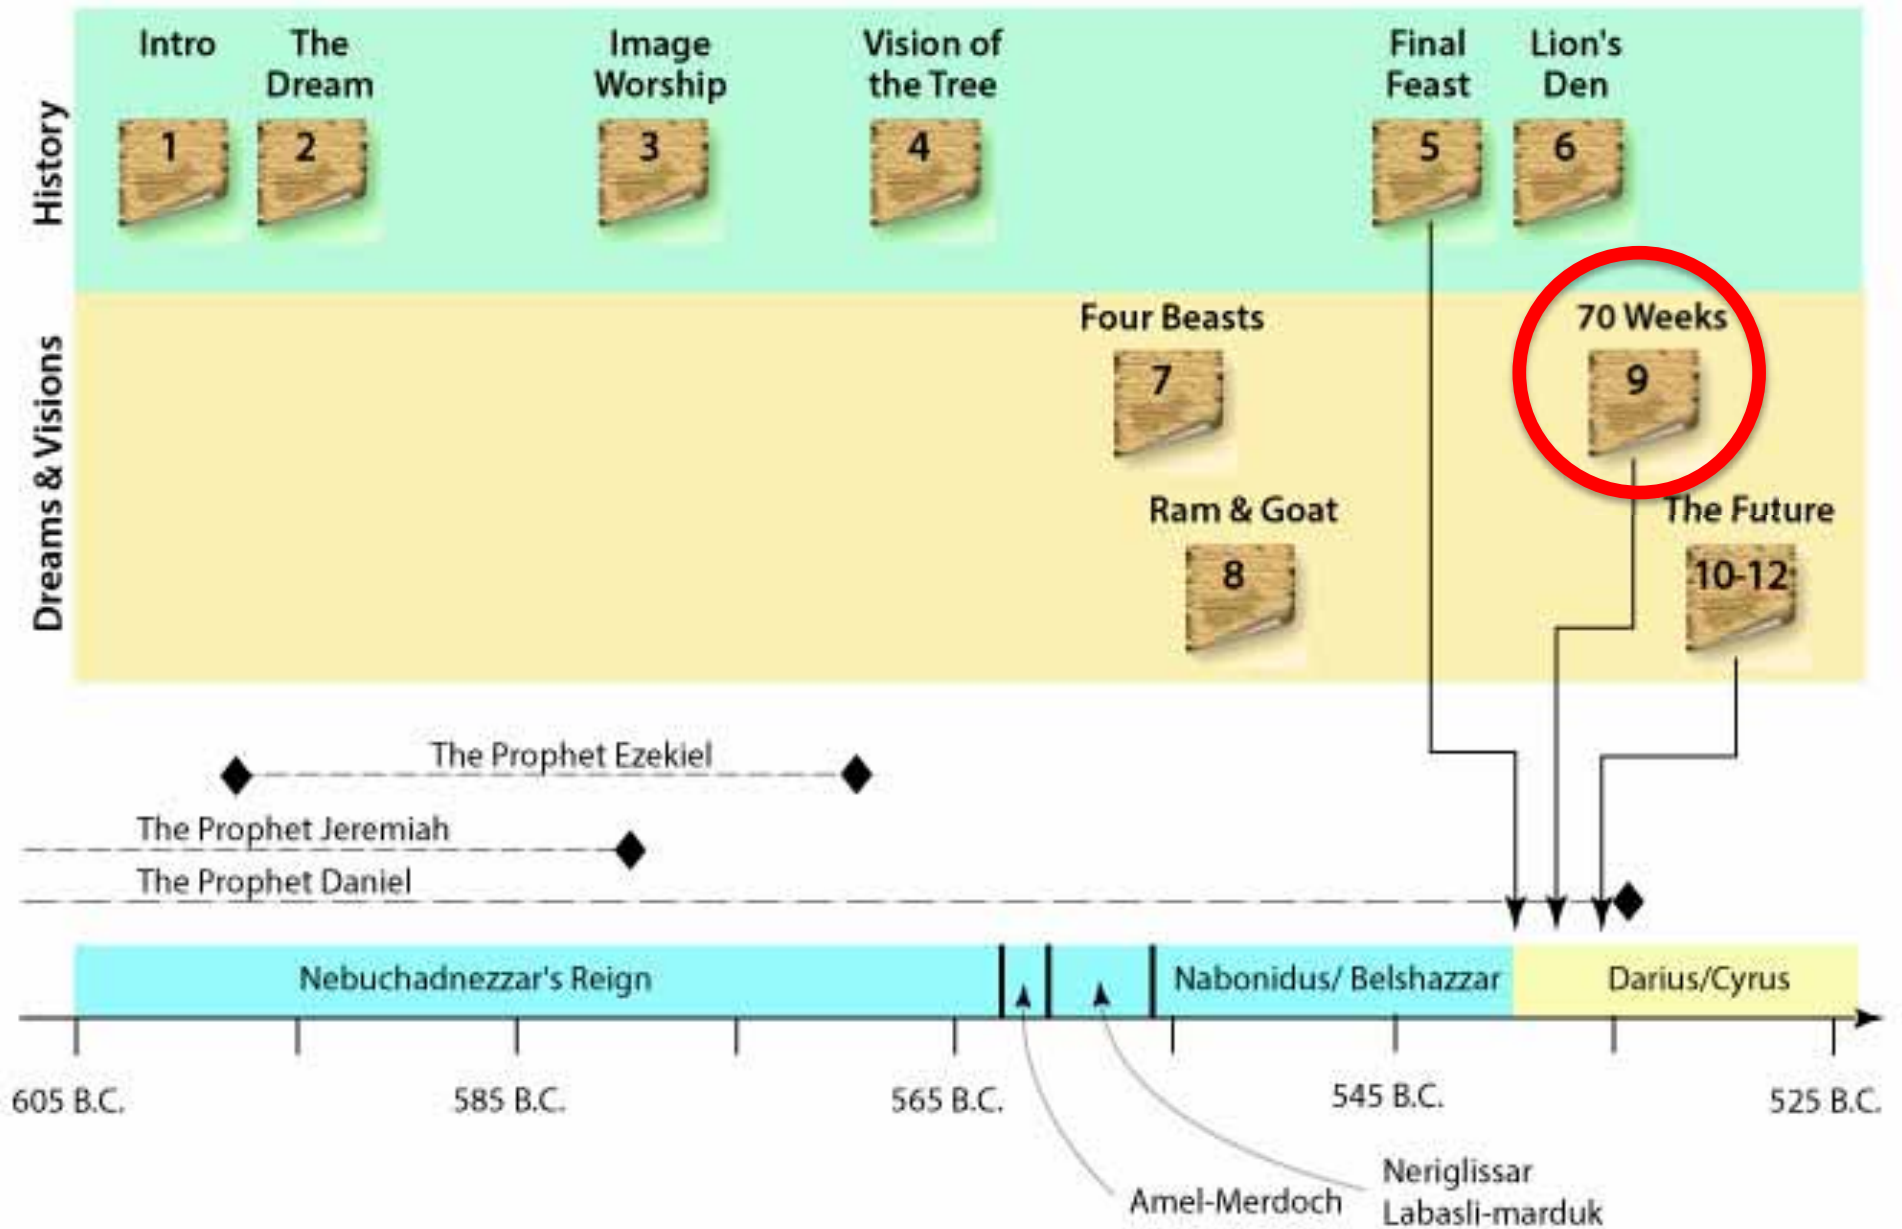 History
Intro
The
Dream
Image
Worship
Vision of
the Tree
Final
Feast
Lion's
Den
1
2
3
4
5
6
Dreams & Visions
Four Beasts
70 Weeks
7
9
Ram & Goat
The Future
8
10-12
The Prophet Ezekiel
The Prophet Jeremiah
The Prophet Daniel
Nebuchadnezzar's Reign
Nabonidus/ Belshazzar
Darius/Cyrus
605 B.C.
585 B.C.
565 B.C.
545 B.C.
525 B.C.
Amel-Merdoch
Neriglissar
Labasli-marduk